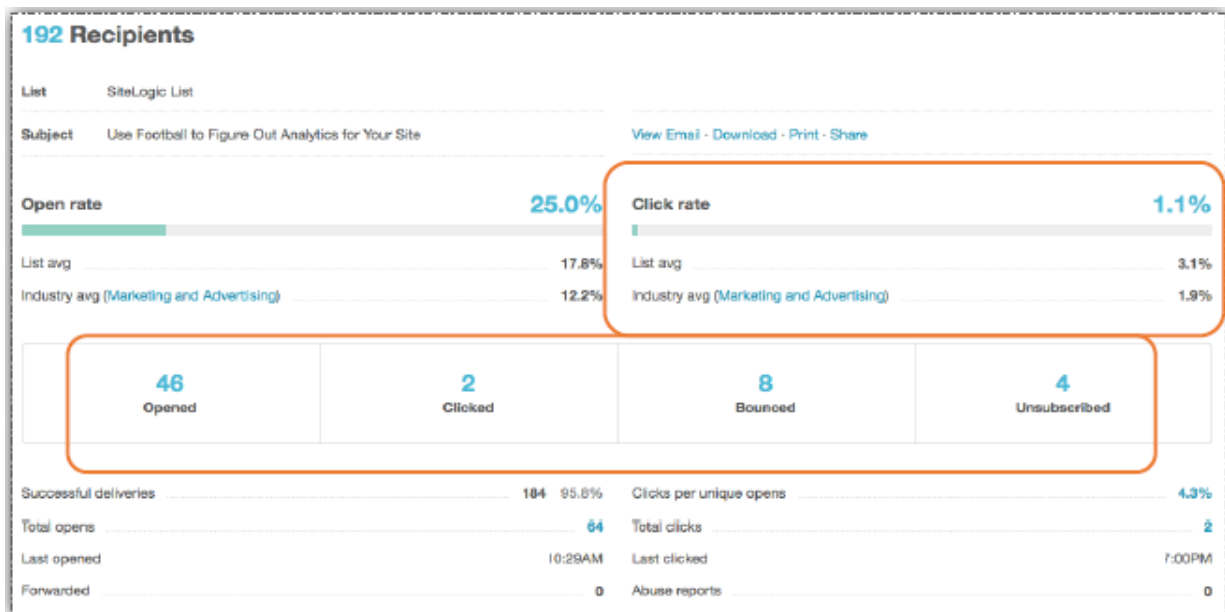 192 Recipients
List SiteLogic List
Subject Use Football to Figure Out Analytics for Your Site View Email - Download - Print - Share
Open rate 25.0% Click rate 1.1%
List avg 17.8% List avg 3.1%
Industry avg (Marketing and Advertising) 12.2% Industry avg (Marketing and Advertising) 1.9%
46 2 8 4
Opened Clicked Bounced Unsubscribed
Successful deliveries 184 95.8% Clicks per unique opens 4.3%
Total opens 64 Total clicks 2
Last opened 10:29AM Last clicked 7:00PM
Forwarded 0 Abuse reports 0